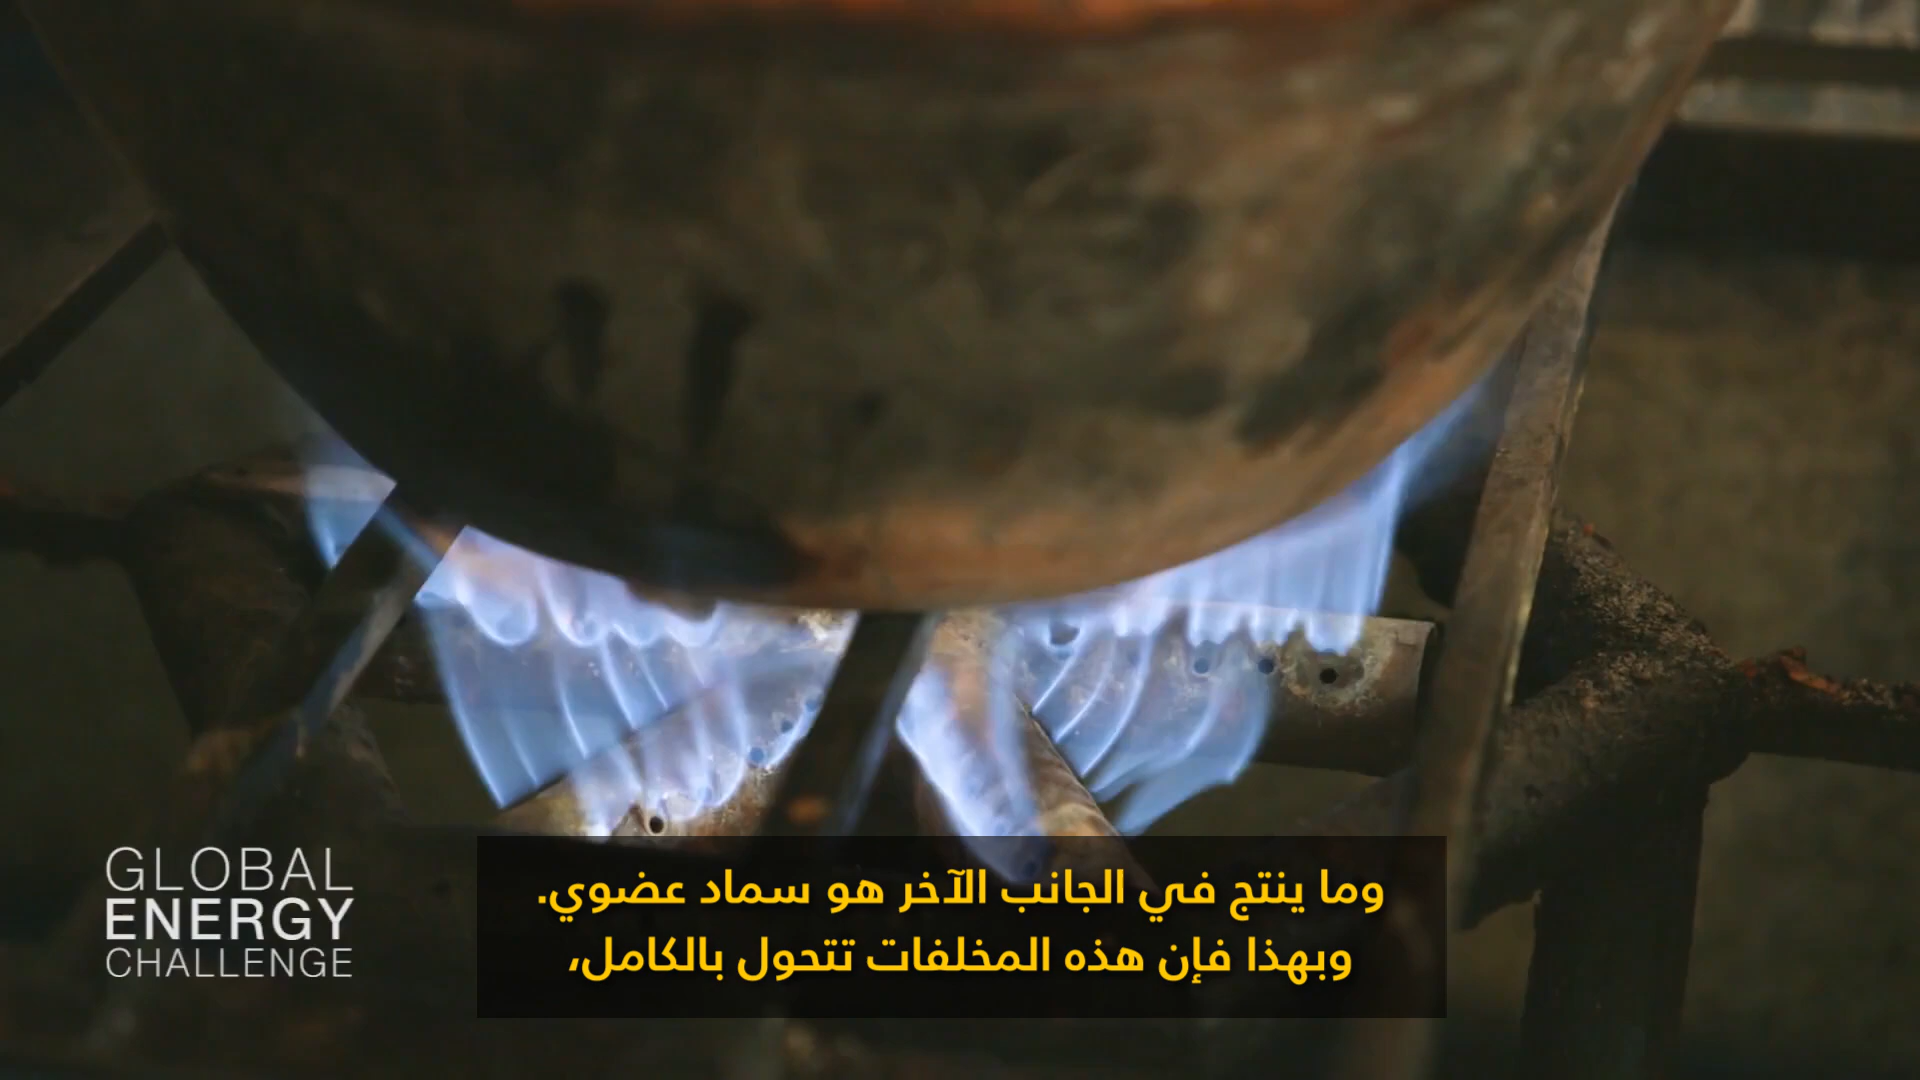 وما ينتج في الجانب الآخر هو سماد عضوي.
وبهذا فإن هذه المخلفات تتحول بالكامل،
GLOBAL
ENERGY
CHALLENGE